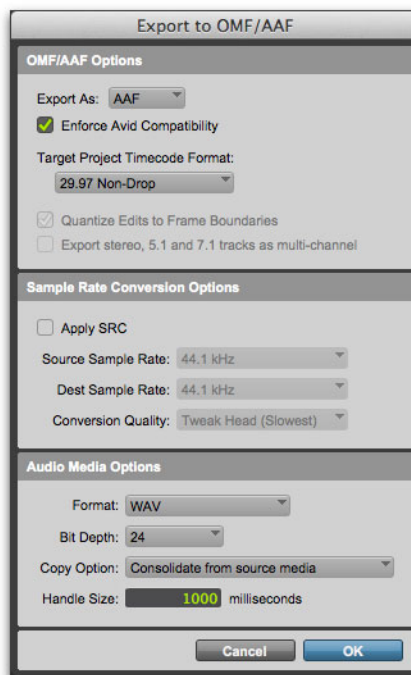 Export to OMF/AAF
OMF/AAF Options
Export As: AAF
Enforce Avid Compatibility
Target Project Timecode Format:
29.97 Non-Drop
Quantize Edits to Frame Boundaries
Export stereo, 5.1 and 7.1 tracks as multi-channel
Sample Rate Conversion Options
Apply SRC
Source Sample Rate: 44.1 kHz
Dest Sample Rate: 44.1 kHz
Conversion Quality: Tweak Head (Slowest)
Audio Media Options
Format: WAV
Bit Depth: 24
Copy Option: Consolidate from source media
Handle Size: 1000 milliseconds
Cancel OK